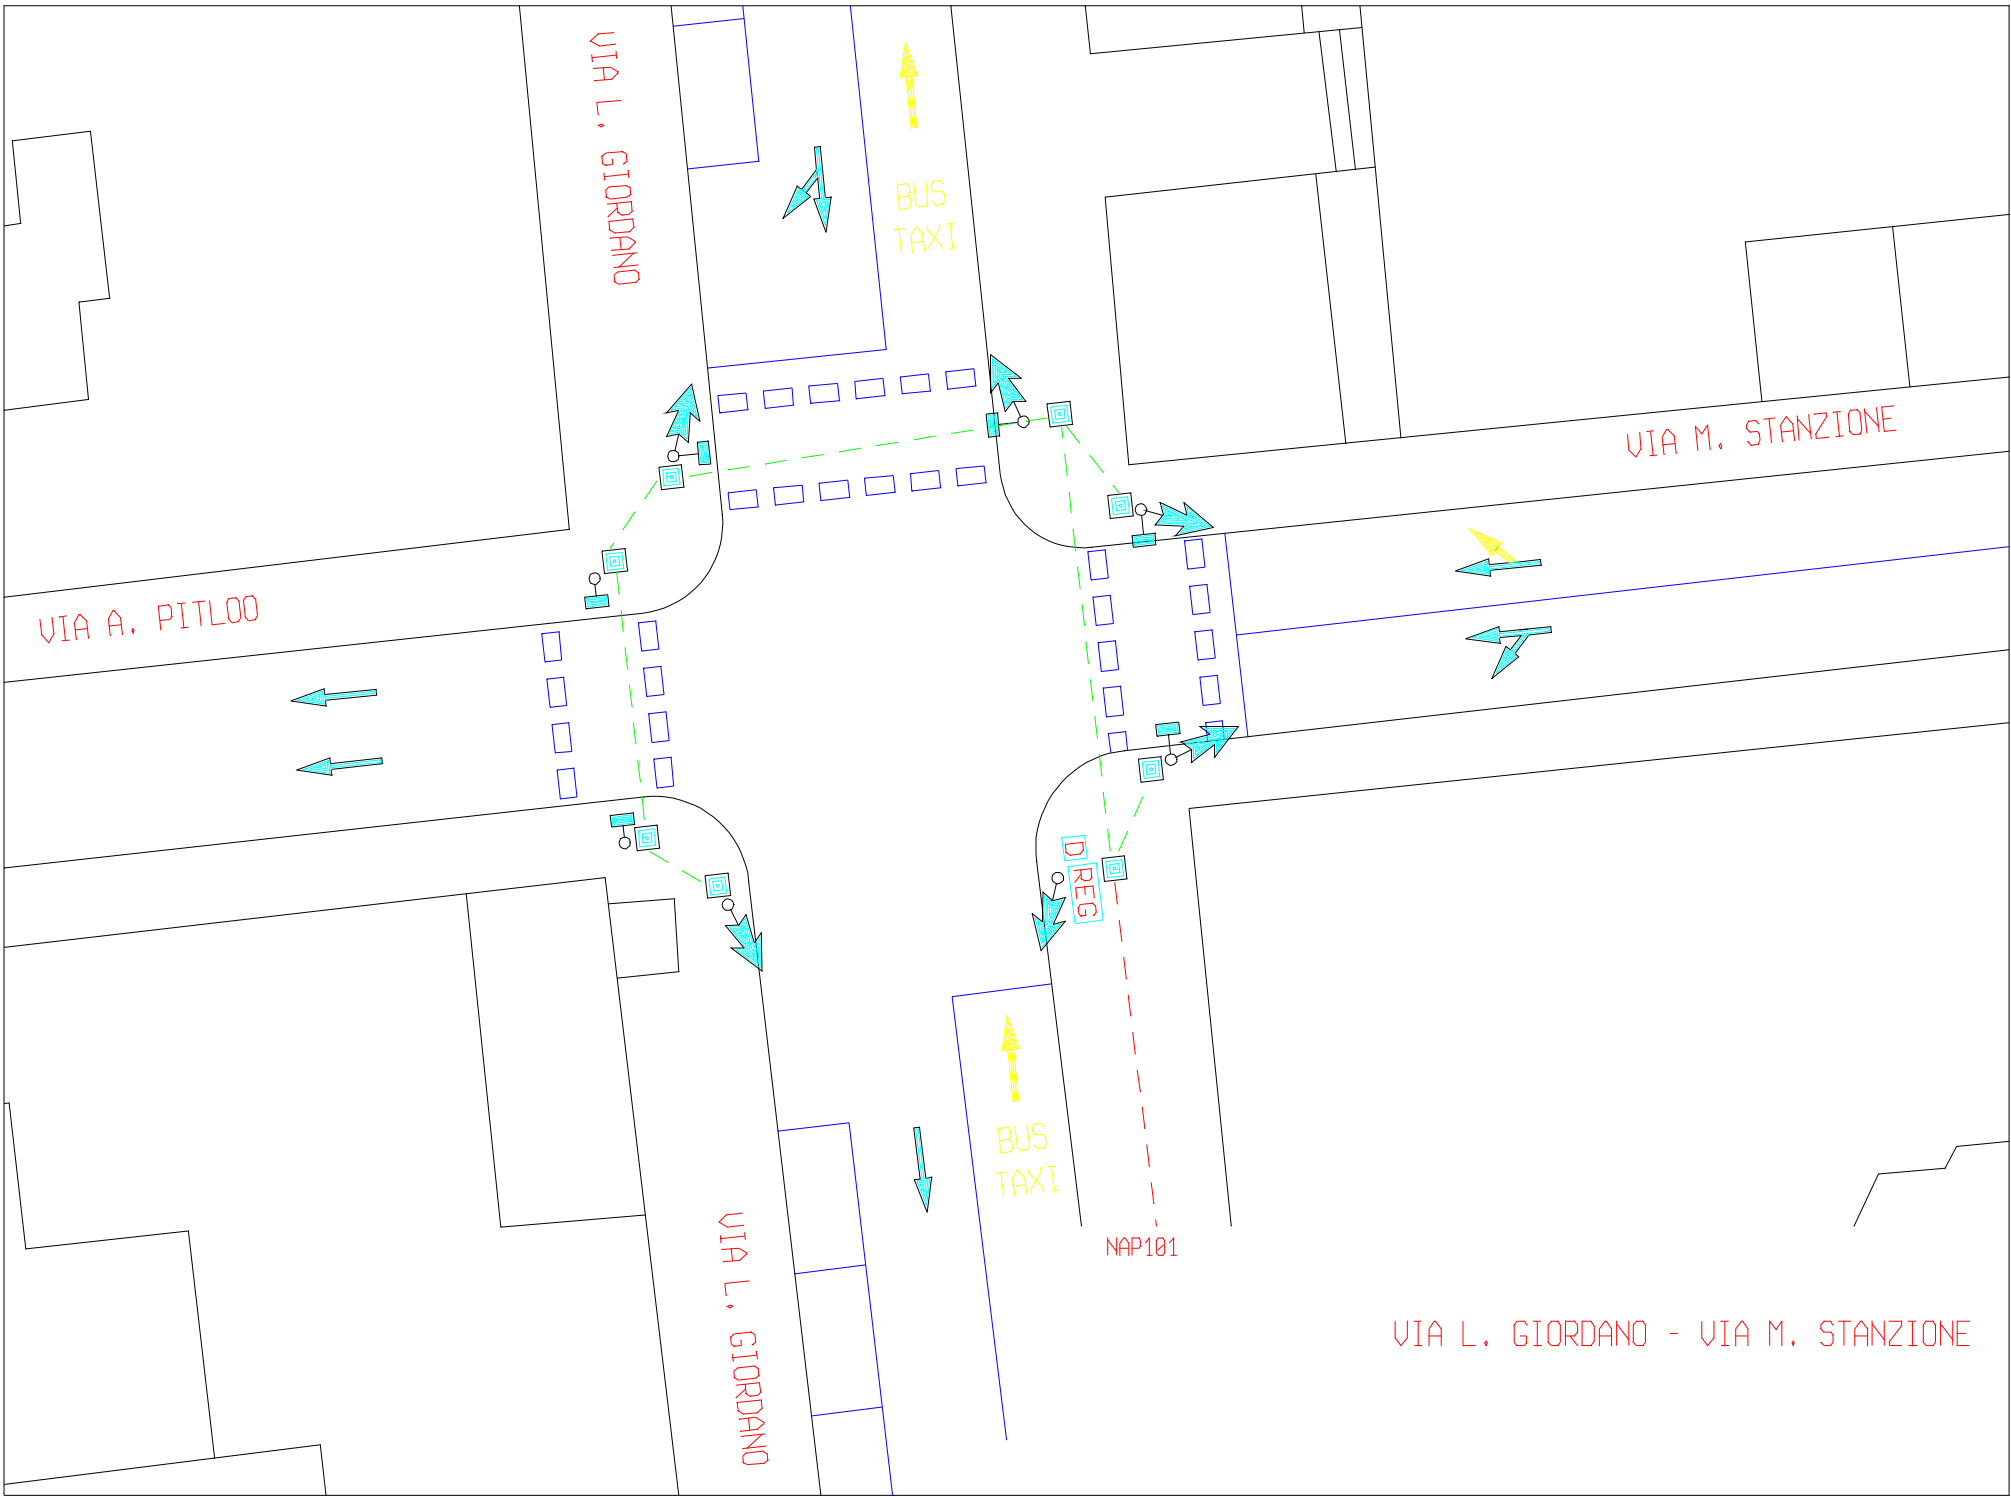 VIA L. GIORDANO
BUS
TAXI
VIA M. STANZIONE
VIA A. PITLOO
D
REG
BUS
TAXI
VIA L. GIORDANO
NAP101
VIA L. GIORDANO - VIA M. STANZIONE